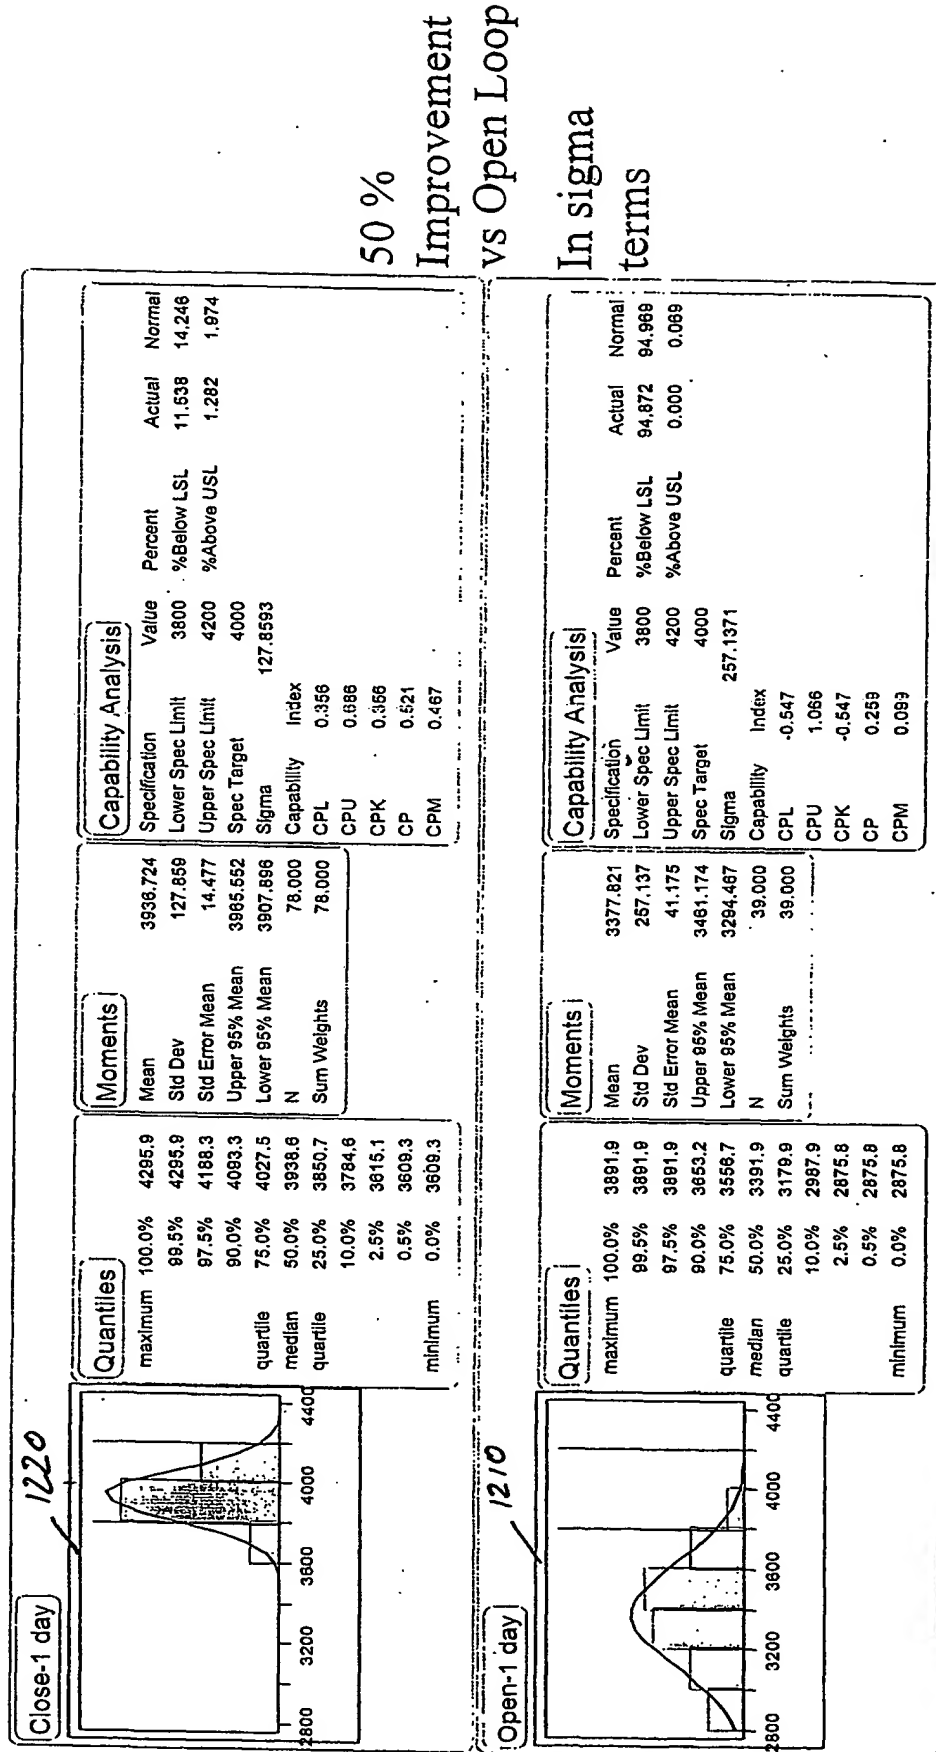 Close-1 day
1220
2800 3200 3600 4000 4400
Quantiles
maximum 100.0% 4295.9
99.5% 4295.9
97.5% 4188.3
90.0% 4093.3
quartile 75.0% 4027.5
median 50.0% 3938.6
quartile 25.0% 3850.7
10.0% 3784.6
2.5% 3615.1
0.5% 3609.3
minimum 0.0% 3609.3
Moments
Mean 3936.724
Std Dev 127.859
Std Error Mean 14.477
Upper 95% Mean 3965.552
Lower 95% Mean 3907.896
N 78.000
Sum Weights 78.000
Capability Analysis
Specification Value Percent Actual Normal
Lower Spec Limit 3800 %Below LSL 11.538 14.246
Upper Spec Limit 4200 %Above USL 1.282 1.974
Spec Target 4000
Sigma 127.8593
Capability Index
CPL 0.356
CPU 0.686
CPK 0.356
CP 0.521
CPM 0.467
Open-1 day
1210
2800 3200 3600 4000 4400
Quantiles
maximum 100.0% 3891.9
99.5% 3891.9
97.5% 3891.9
90.0% 3653.2
quartile 75.0% 3556.7
median 50.0% 3391.9
quartile 25.0% 3179.9
10.0% 2987.9
2.5% 2875.8
0.5% 2875.8
minimum 0.0% 2875.8
Moments
Mean 3377.821
Std Dev 257.137
Std Error Mean 41.175
Upper 95% Mean 3461.174
Lower 95% Mean 3294.467
N 39.000
Sum Weights 39.000
Capability Analysis
Specification Value Percent Actual Normal
Lower Spec Limit 3800 %Below LSL 94.872 94.969
Upper Spec Limit 4200 %Above USL 0.000 0.069
Spec Target 4000
Sigma 257.1371
Capability Index
CPL -0.547
CPU 1.066
CPK -0.547
CP 0.259
CPM 0.099
50 %
Improvement
vs Open Loop
In sigma
terms